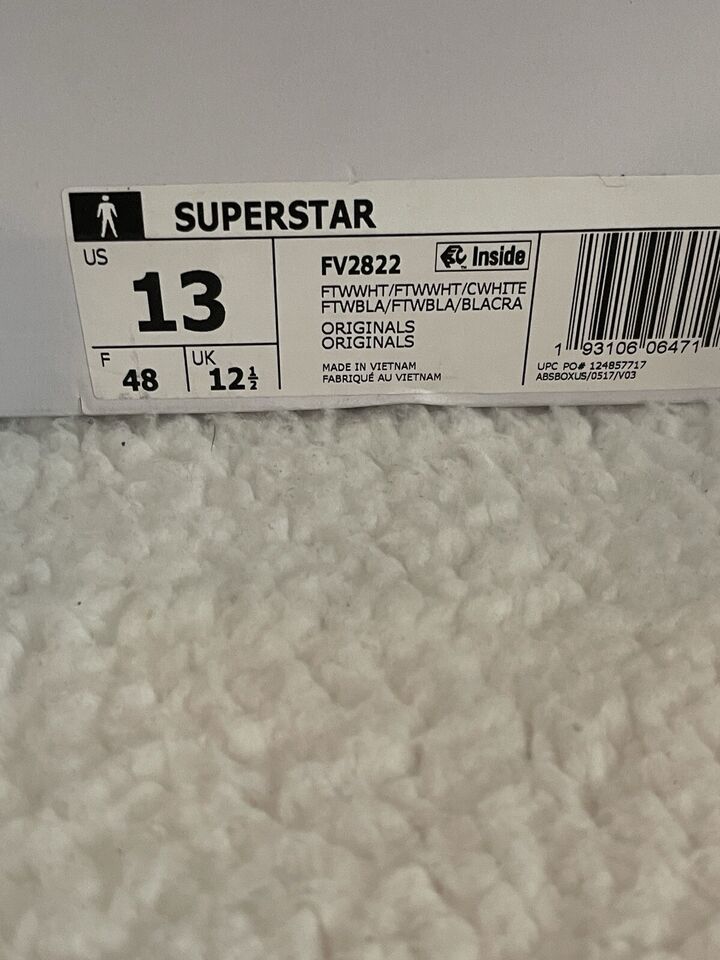 SUPERSTAR
US
13
F
48
UK
12½
FV2822
Inside
FTWWHT/FTWWHT/CWHITE
FTWBLA/FTWBLA/BLACRA
ORIGINALS
ORIGINALS
MADE IN VIETNAM
FABRIQUÉ AU VIETNAM
1 93106 06471
UPC PO# 124857717
ABSBOXUS/0517/V03